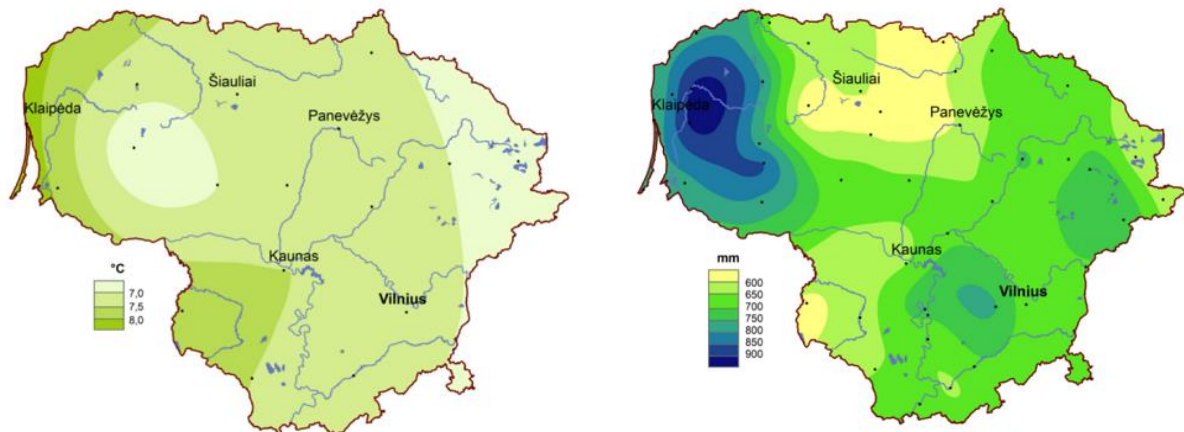 Klaipėda
Šiauliai
Panevėžys
Kaunas
Vilnius
°C
7,0
7,5
8,0
Klaipėda
Šiauliai
Panevėžys
Kaunas
Vilnius
mm
600
650
700
750
800
850
900